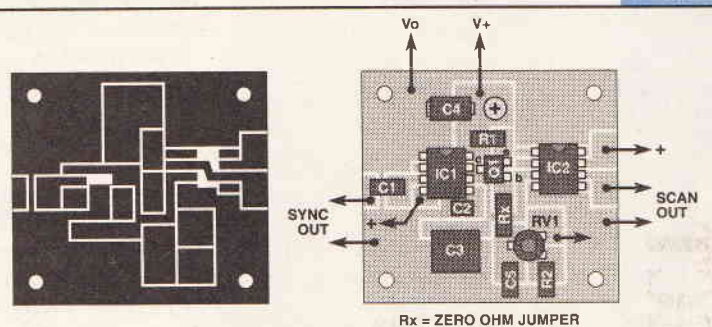 Vo V+
C4 +
R1
C1 IC1 Q1 IC2 +
e c b
SYNC OUT + C2 RX RV1 SCAN OUT
C3
C5 R2
Rx = ZERO OHM JUMPER